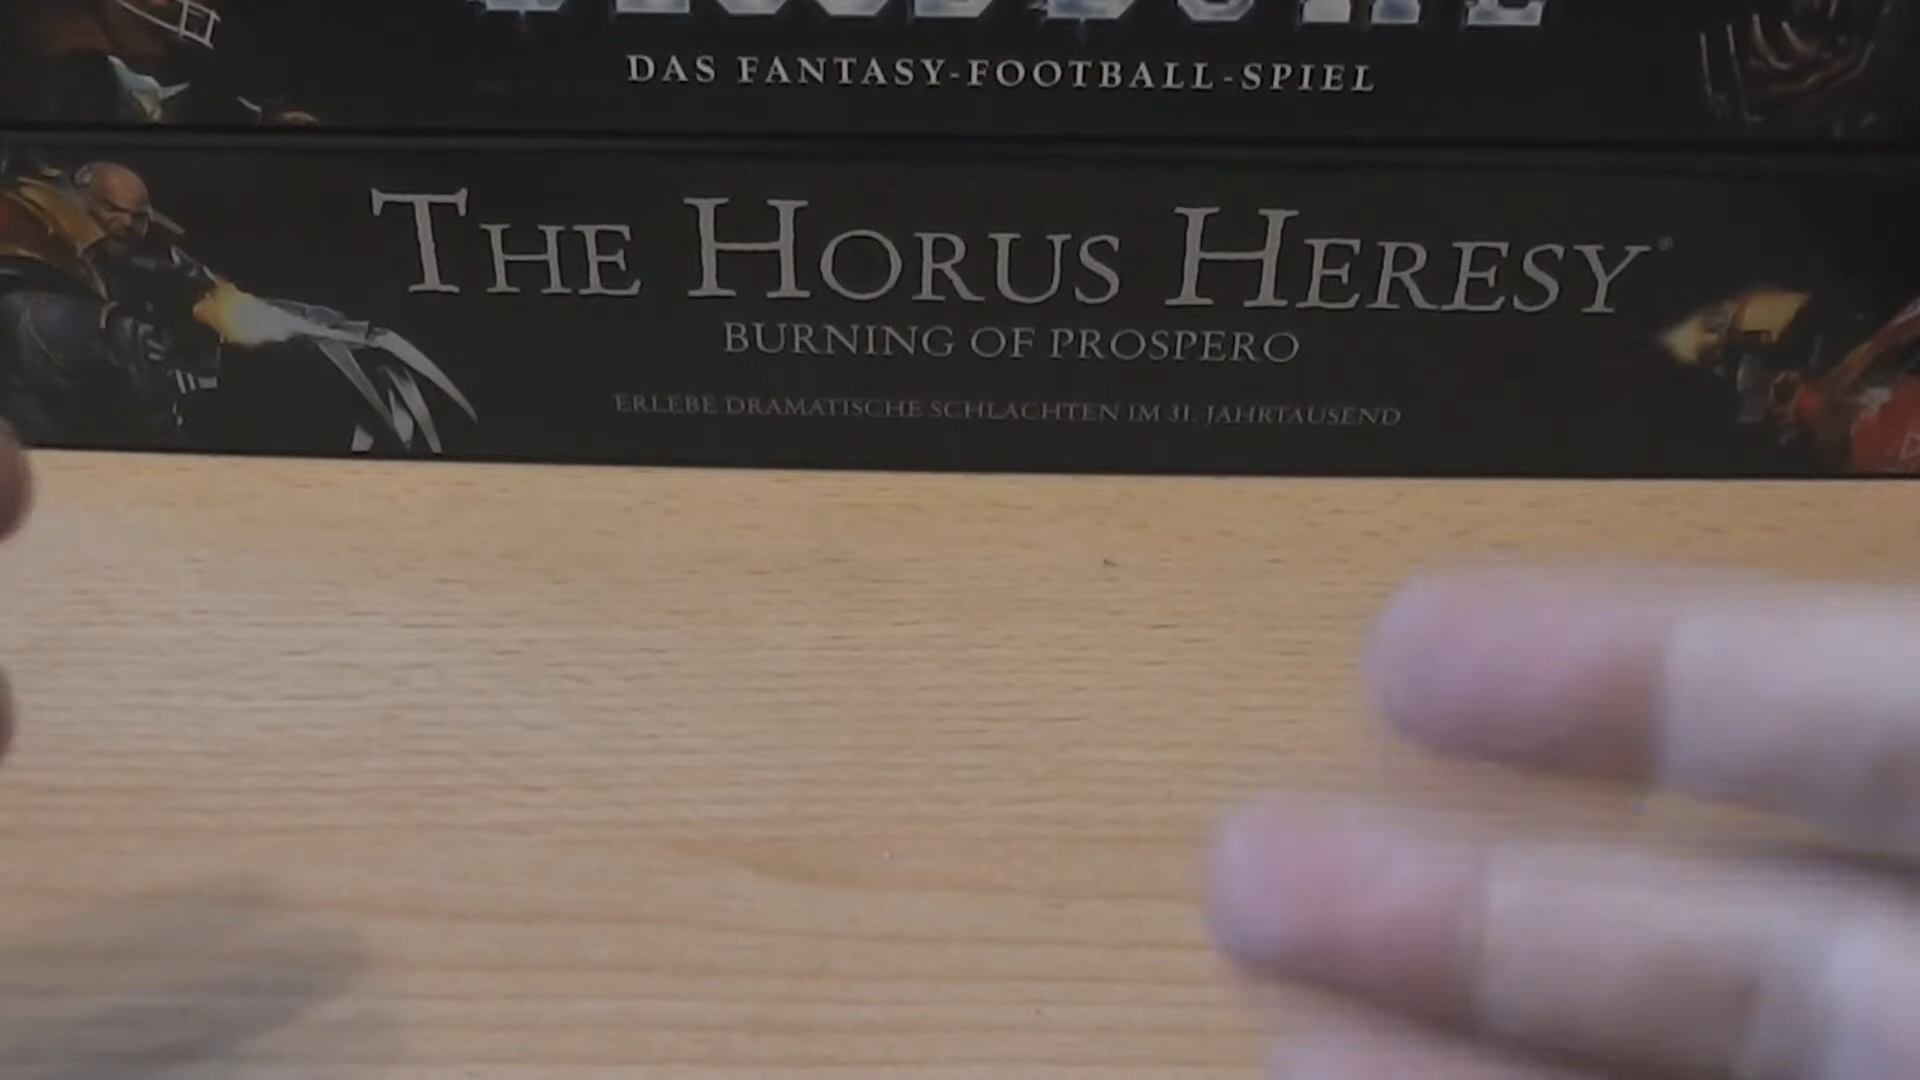 DAS FANTASY-FOOTBALL-SPIEL
THE HORUS HERESY
BURNING OF PROSPERO
ERLEBE DRAMATISCHE SCHLACHTEN IM 31. JAHRTAUSEND